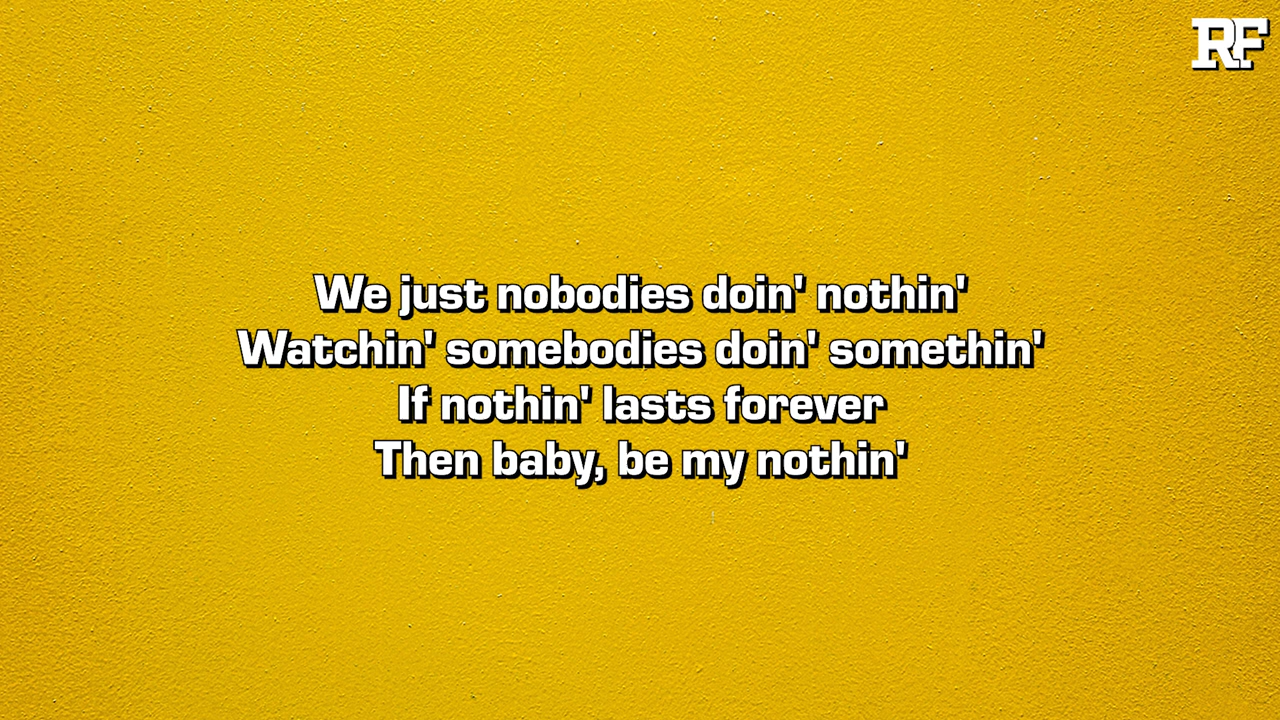 RF
We just nobodies doin' nothin'
Watchin' somebodies doin' somethin'
If nothin' lasts forever
Then baby, be my nothin'